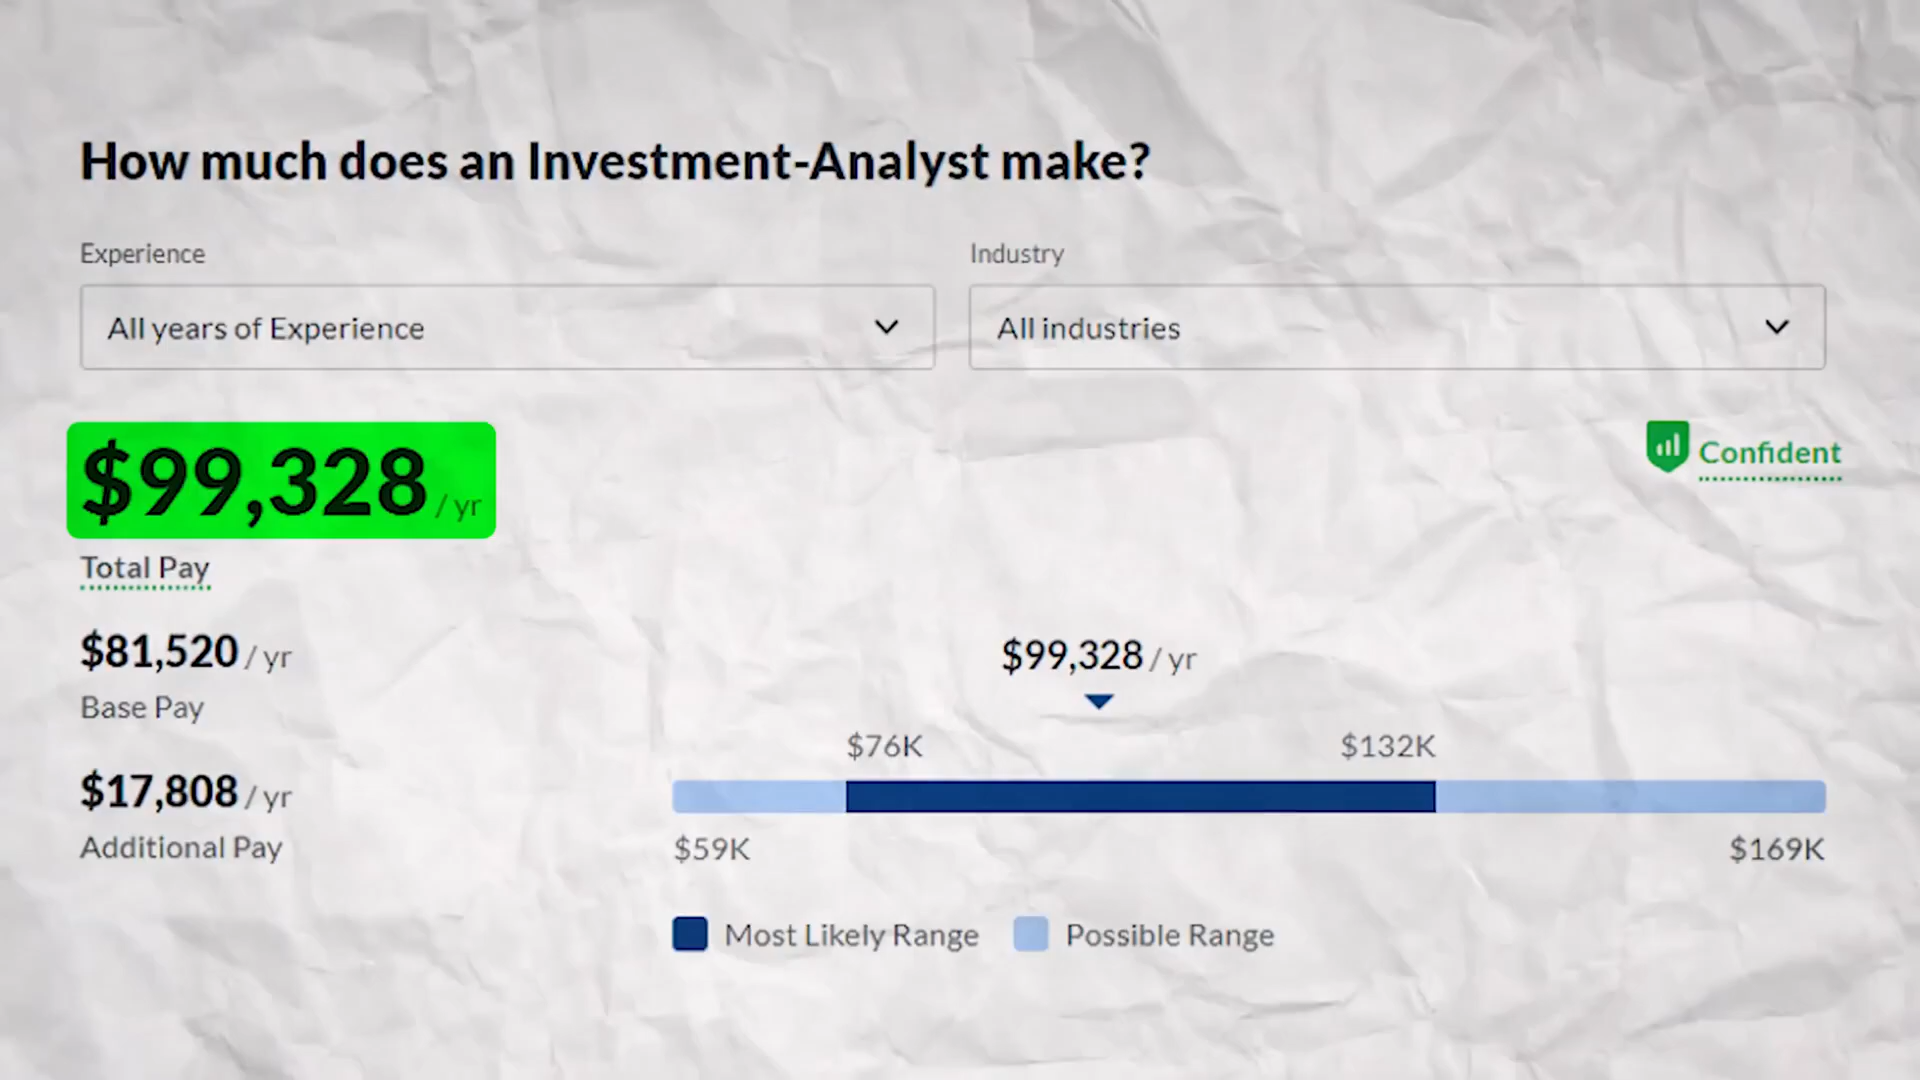 How much does an Investment-Analyst make?
Experience
Industry
All years of Experience
All industries
$99,328 / yr
Confident
Total Pay
$81,520 / yr
Base Pay
$17,808 / yr
Additional Pay
$99,328 / yr
$76K
$132K
$59K
$169K
Most Likely Range
Possible Range